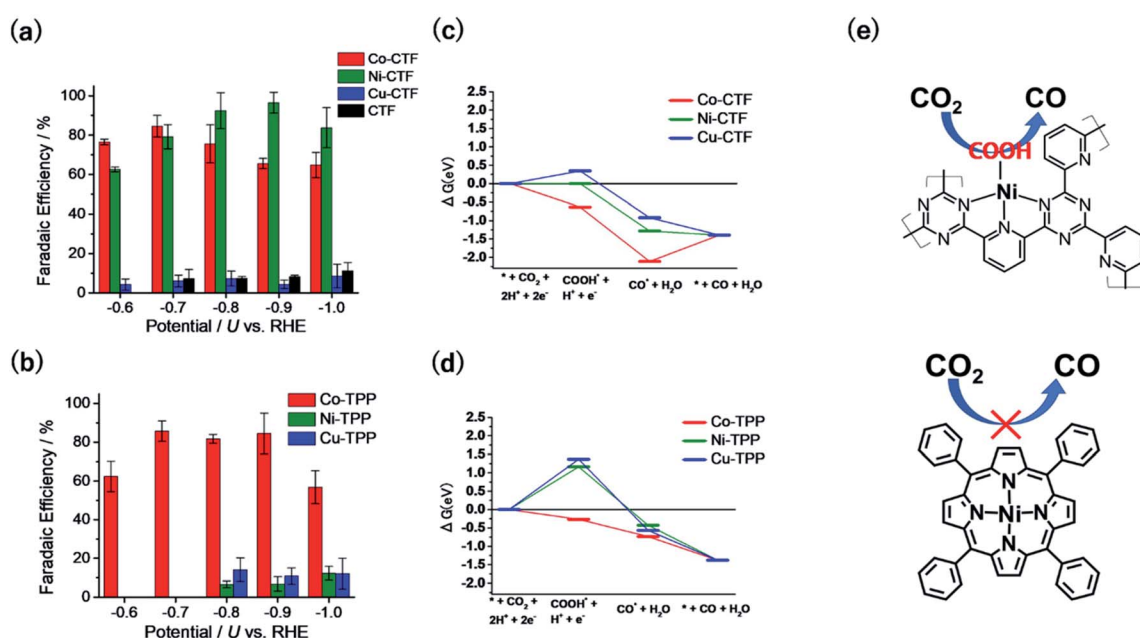 (a)
Co-CTF
Ni-CTF
Cu-CTF
CTF
Faradaic Efficiency / %
100
80
60
40
20
0
-0.6 -0.7 -0.8 -0.9 -1.0
Potential / U vs. RHE
(b)
Co-TPP
Ni-TPP
Cu-TPP
Faradaic Efficiency / %
100
80
60
40
20
0
-0.6 -0.7 -0.8 -0.9 -1.0
Potential / U vs. RHE
(c)
Co-CTF
Ni-CTF
Cu-CTF
Δ G(eV)
2.5
2.0
1.5
1.0
0.5
0.0
-0.5
-1.0
-1.5
-2.0
* + CO2 + COOH* + CO* + H2O * + CO + H2O
2H+ + 2e- H+ + e-
(d)
Co-TPP
Ni-TPP
Cu-TPP
Δ G(eV)
2.5
2.0
1.5
1.0
0.5
0.0
-0.5
-1.0
-1.5
-2.0
* + CO2 + COOH* + CO* + H2O * + CO + H2O
2H+ + 2e- H+ + e-
(e)
CO2 CO
COOH
Ni
N N N N N N N N N
CO2 CO
N
N Ni N
N